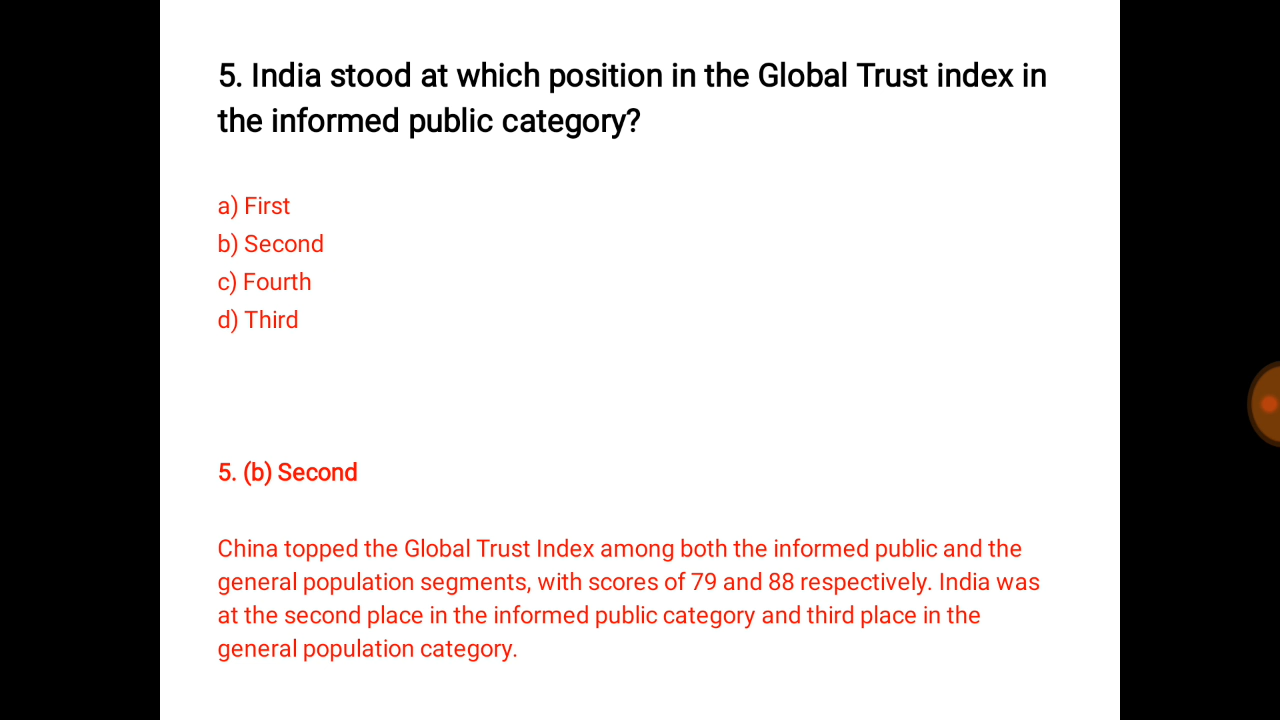 5. India stood at which position in the Global Trust index in
the informed public category?
a) First
b) Second
c) Fourth
d) Third
5. (b) Second
China topped the Global Trust Index among both the informed public and the
general population segments, with scores of 79 and 88 respectively. India was
at the second place in the informed public category and third place in the
general population category.